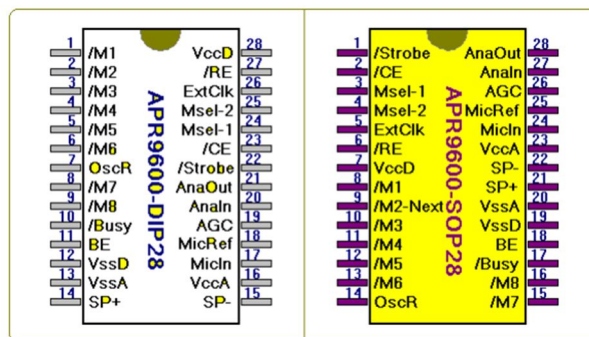 1 /M1 VccD 28
2 /M2 /RE 27
3 /M3 ExtClk 26
4 /M4 Msel-2 25
5 /M5 Msel-1 24
6 /M6 /CE 23
7 OscR /Strobe 22
8 /M7 AnaOut 21
9 /M8 AnaIn 20
10 /Busy AGC 19
11 BE MicRef 18
12 VssD MicIn 17
13 VssA VccA 16
14 SP+ SP- 15
APR9600-DIP28
1 /Strobe AnaOut 28
2 /CE AnaIn 27
3 Msel-1 AGC 26
4 Msel-2 MicRef 25
5 ExtClk MicIn 24
6 /RE VccA 23
7 VccD SP- 22
8 /M1 SP+ 21
9 /M2-Next VssA 20
10 /M3 VssD 19
11 /M4 BE 18
12 /M5 /Busy 17
13 /M6 /M8 16
14 OscR /M7 15
APR9600-SOP28